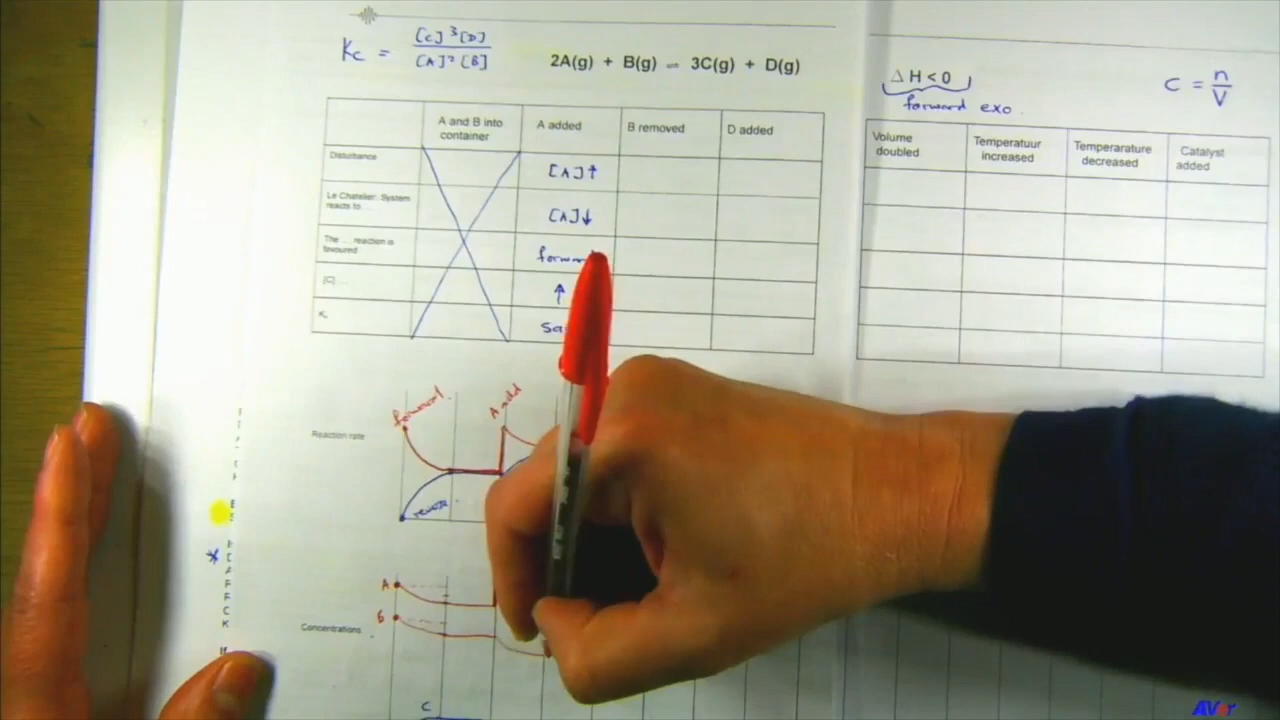 Kc = [C]³[D] / [A]² [B]
2A(g) + B(g) ⇌ 3C(g) + D(g)
ΔH<0
forward exo.
C = n/V
A and B into container
A added
B removed
D added
Volume doubled
Temperatuur increased
Temperarature decreased
Catalyst added
Disturbance
[A]↑
Le Chatelier: System reacts to ...
[A]↓
The ... reaction is favoured
[C] ...
↑
K
forward
A add
Reaction rate
A
B
Concentrations
C
AVer